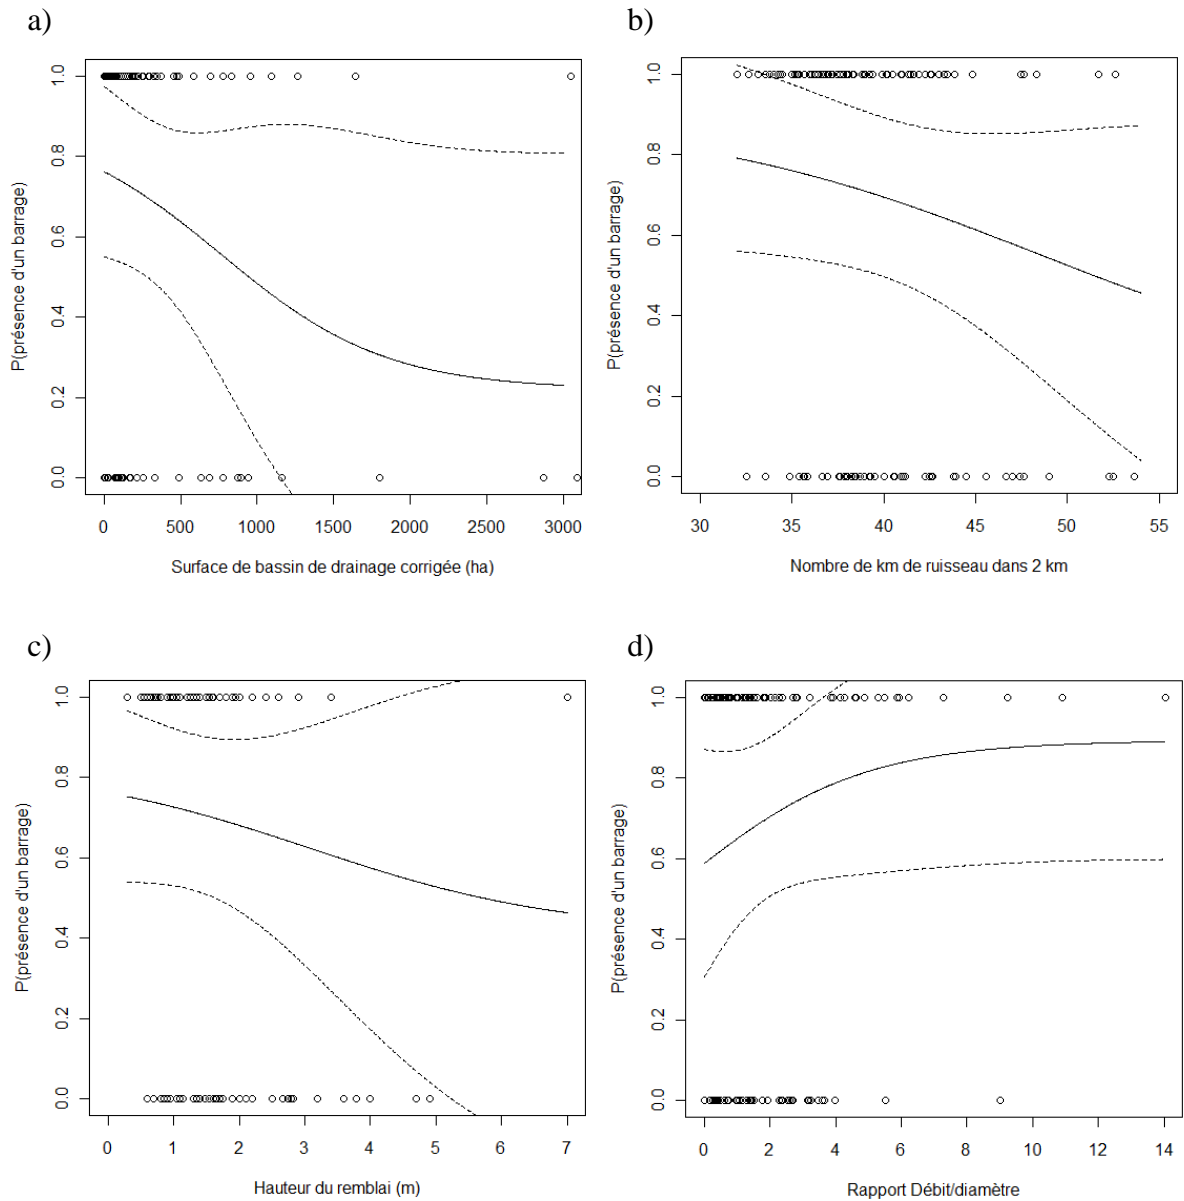 a)
P(présence d'un barrage)
0.0 0.2 0.4 0.6 0.8 1.0
0 500 1000 1500 2000 2500 3000
Surface de bassin de drainage corrigée (ha)
b)
P(présence d'un barrage)
0.0 0.2 0.4 0.6 0.8 1.0
30 35 40 45 50 55
Nombre de km de ruisseau dans 2 km
c)
P(présence d'un barrage)
0.0 0.2 0.4 0.6 0.8 1.0
0 1 2 3 4 5 6 7
Hauteur du remblai (m)
d)
P(présence d'un barrage)
0.0 0.2 0.4 0.6 0.8 1.0
0 2 4 6 8 10 12 14
Rapport Débit/diamètre